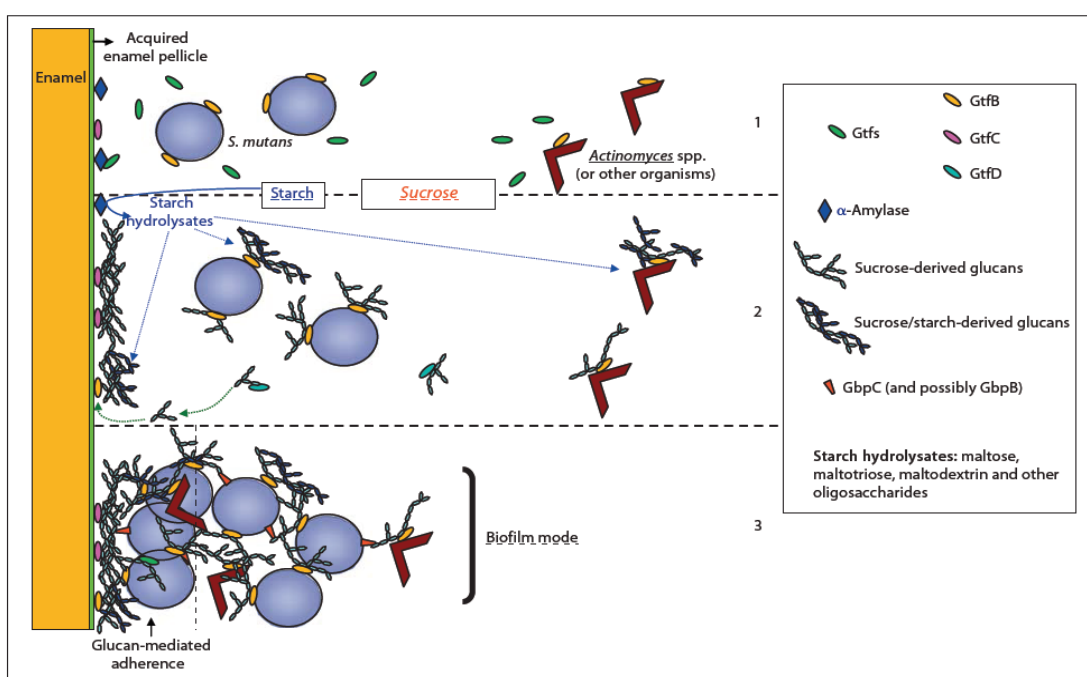 Acquired
enamel pellicle
Enamel
S. mutans
1
Actinomyces spp.
(or other organisms)
Starch
Sucrose
Starch
hydrolysates
2
Biofilm mode
3
Glucan-mediated
adherence
Gtfs
GtfB
GtfC
GtfD
α-Amylase
Sucrose-derived glucans
Sucrose/starch-derived glucans
GbpC (and possibly GbpB)
Starch hydrolysates: maltose,
maltotriose, maltodextrin and other
oligosaccharides